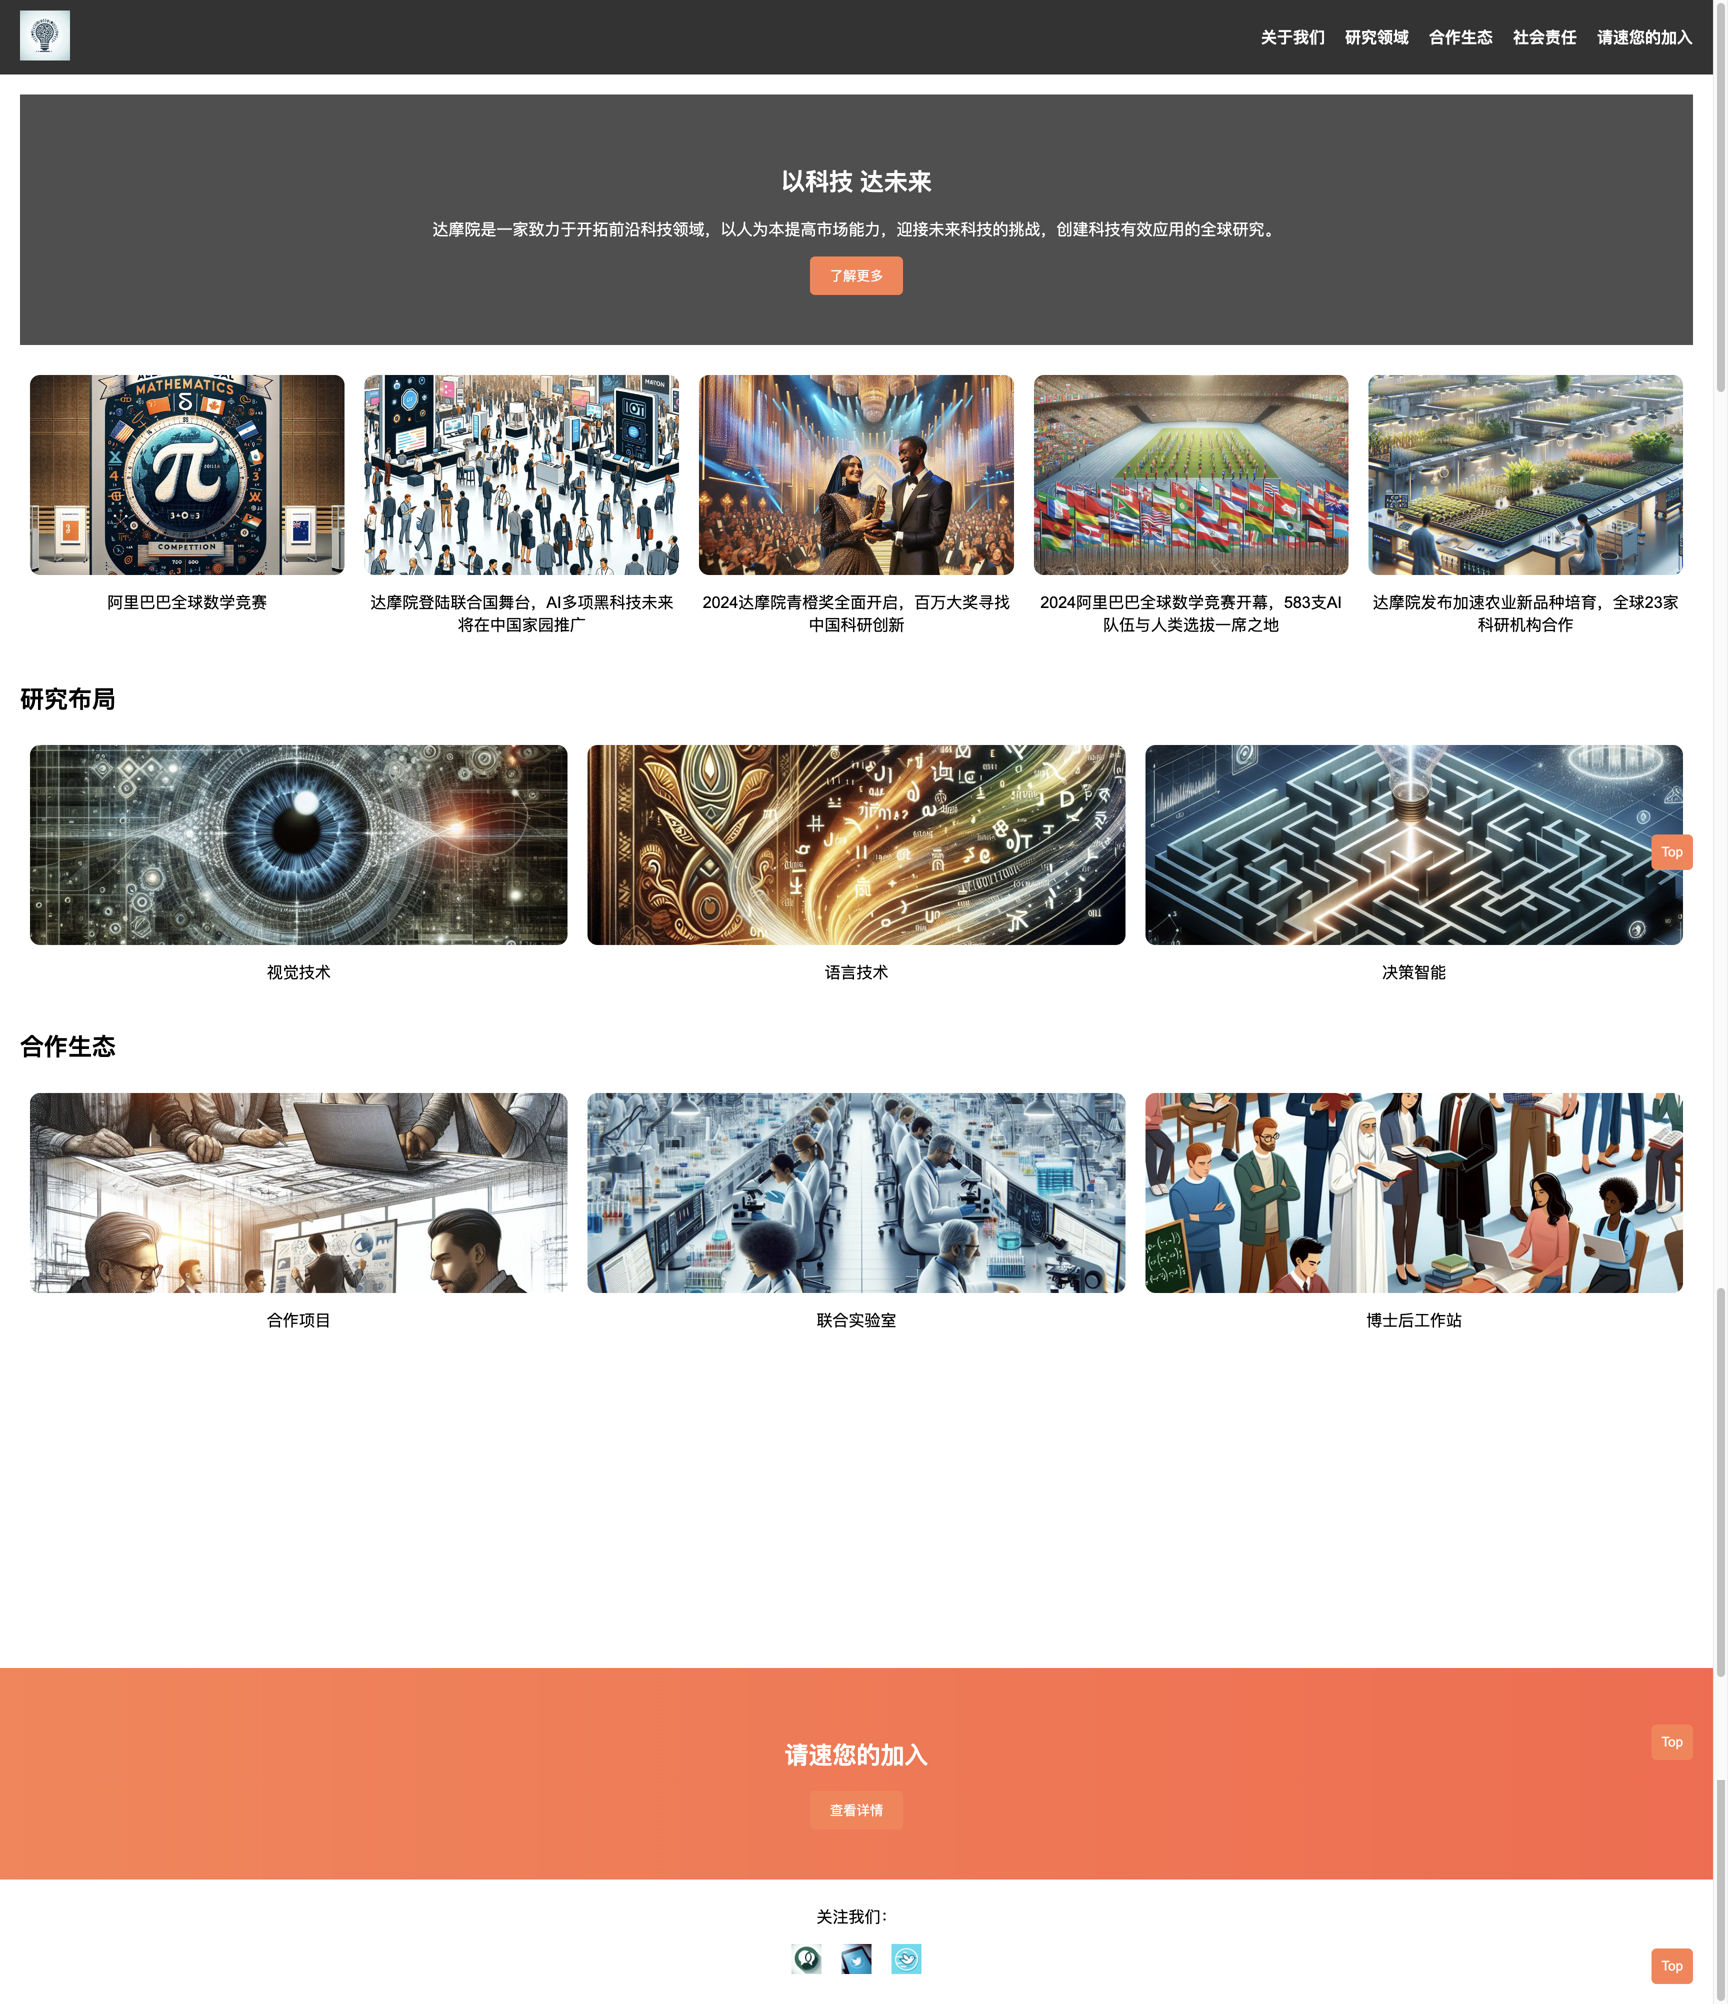 关于我们 研究领域 合作生态 社会责任 请速您的加入
以科技 达未来
达摩院是一家致力于开拓前沿科技领域，以人为本提高市场能力，迎接未来科技的挑战，创建科技有效应用的全球研究。
了解更多
MATHEMATICS
COMPETTION
IOT
阿里巴巴全球数学竞赛
达摩院登陆联合国舞台，AI多项黑科技未来
将在中国家园推广
2024达摩院青橙奖全面开启，百万大奖寻找
中国科研创新
2024阿里巴巴全球数学竞赛开幕，583支AI
队伍与人类选拔一席之地
达摩院发布加速农业新品种培育，全球23家
科研机构合作
研究布局
Top
视觉技术
语言技术
决策智能
合作生态
合作项目
联合实验室
博士后工作站
请速您的加入
Top
查看详情
关注我们：
Top